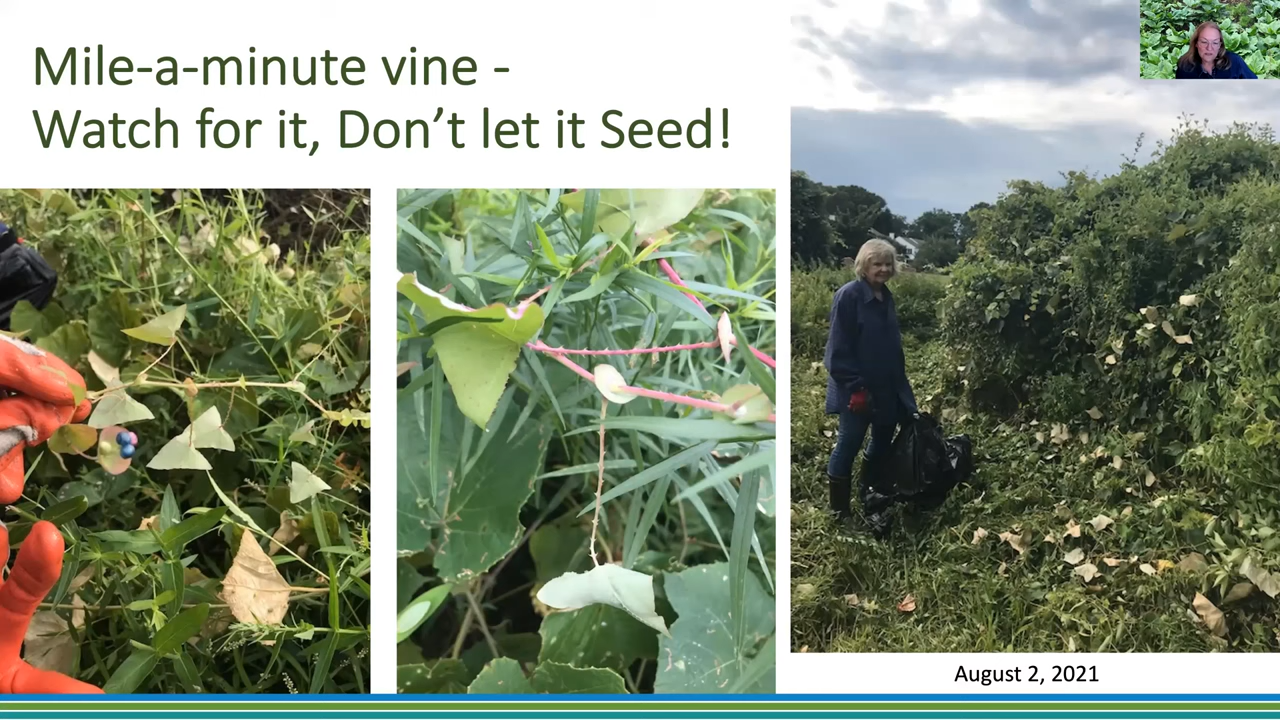 Mile-a-minute vine -
Watch for it, Don’t let it Seed!
August 2, 2021